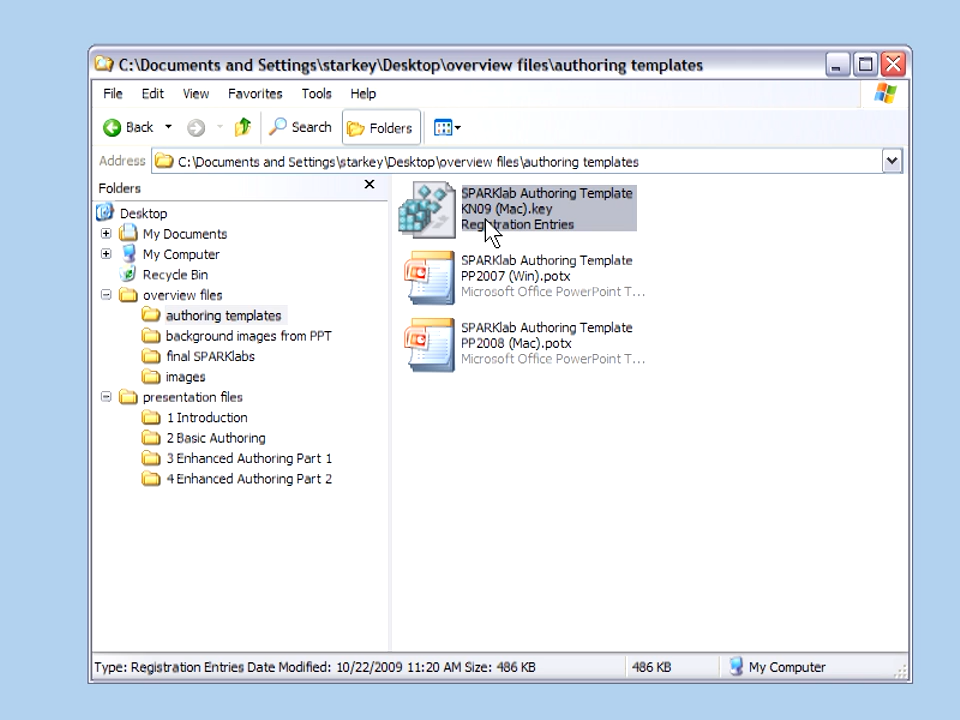 C:\Documents and Settings\starkey\Desktop\overview files\authoring templates
File Edit View Favorites Tools Help
Back Search Folders
Address C:\Documents and Settings\starkey\Desktop\overview files\authoring templates
Folders
Desktop
My Documents
My Computer
Recycle Bin
overview files
authoring templates
background images from PPT
final SPARKlabs
images
presentation files
1 Introduction
2 Basic Authoring
3 Enhanced Authoring Part 1
4 Enhanced Authoring Part 2
SPARKlab Authoring Template
KN09 (Mac).key
Registration Entries
SPARKlab Authoring Template
PP2007 (Win).potx
Microsoft Office PowerPoint T...
SPARKlab Authoring Template
PP2008 (Mac).potx
Microsoft Office PowerPoint T...
Type: Registration Entries Date Modified: 10/22/2009 11:20 AM Size: 486 KB 486 KB My Computer